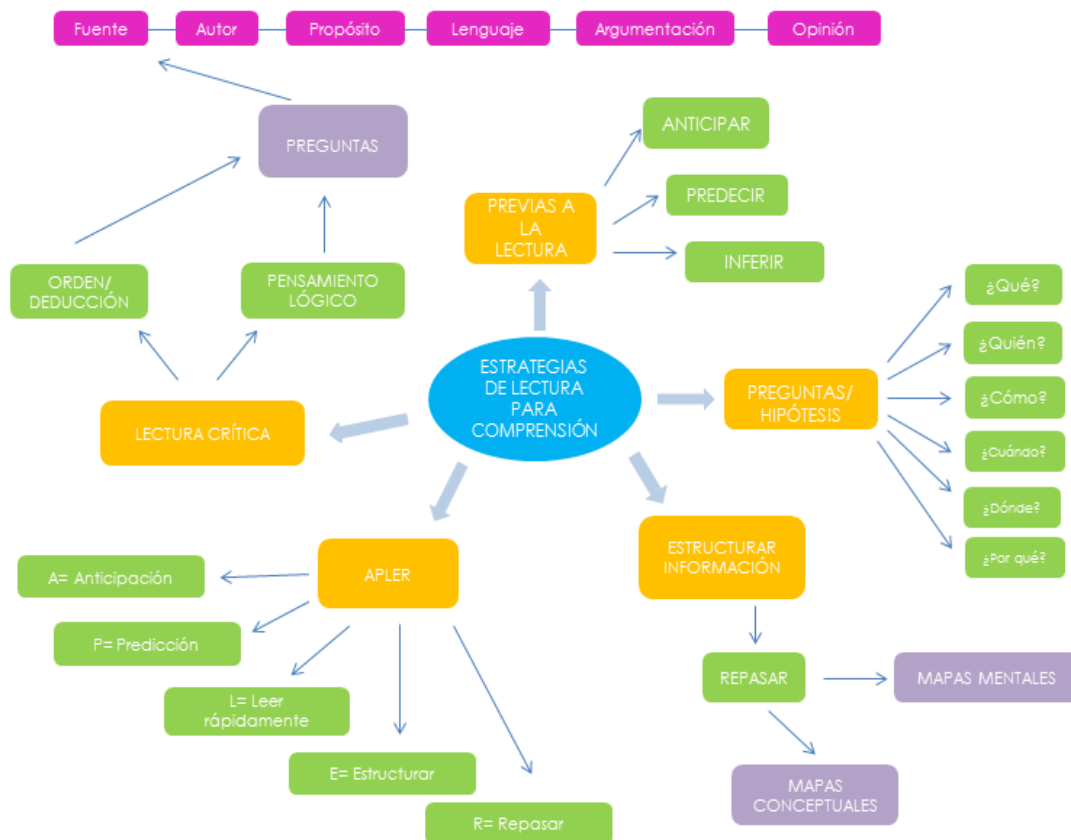 Fuente
Autor
Propósito
Lenguaje
Argumentación
Opinión
PREGUNTAS
ANTICIPAR
PREVIAS A
LA
LECTURA
PREDECIR
INFERIR
ORDEN/
DEDUCCIÓN
PENSAMIENTO
LÓGICO
ESTRATEGIAS
DE LECTURA
PARA
COMPRENSIÓN
LECTURA CRÍTICA
PREGUNTAS/
HIPÓTESIS
¿Qué?
¿Quién?
¿Cómo?
¿Cuándo?
¿Dónde?
¿Por qué?
APLER
A= Anticipación
P= Predicción
L= Leer
rápidamente
E= Estructurar
R= Repasar
ESTRUCTURAR
INFORMACIÓN
REPASAR
MAPAS MENTALES
MAPAS
CONCEPTUALES